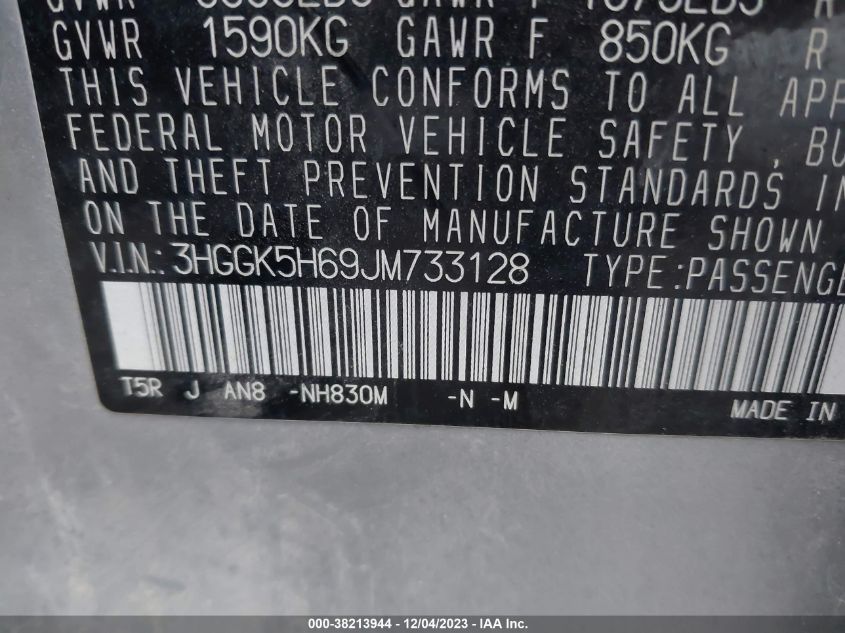 GVWR 1590KG GAWR F 850KG R
THIS VEHICLE CONFORMS TO ALL
FEDERAL MOTOR VEHICLE SAFETY,
AND THEFT PREVENTION STANDARDS
ON THE DATE OF MANUFACTURE SHOWN
V.I.N.: 3HGGK5H69JM733128 TYPE:
T5R J AN8 -NH830M -N -M MADE IN
000-38213944 - 12/04/2023 - IAA Inc.